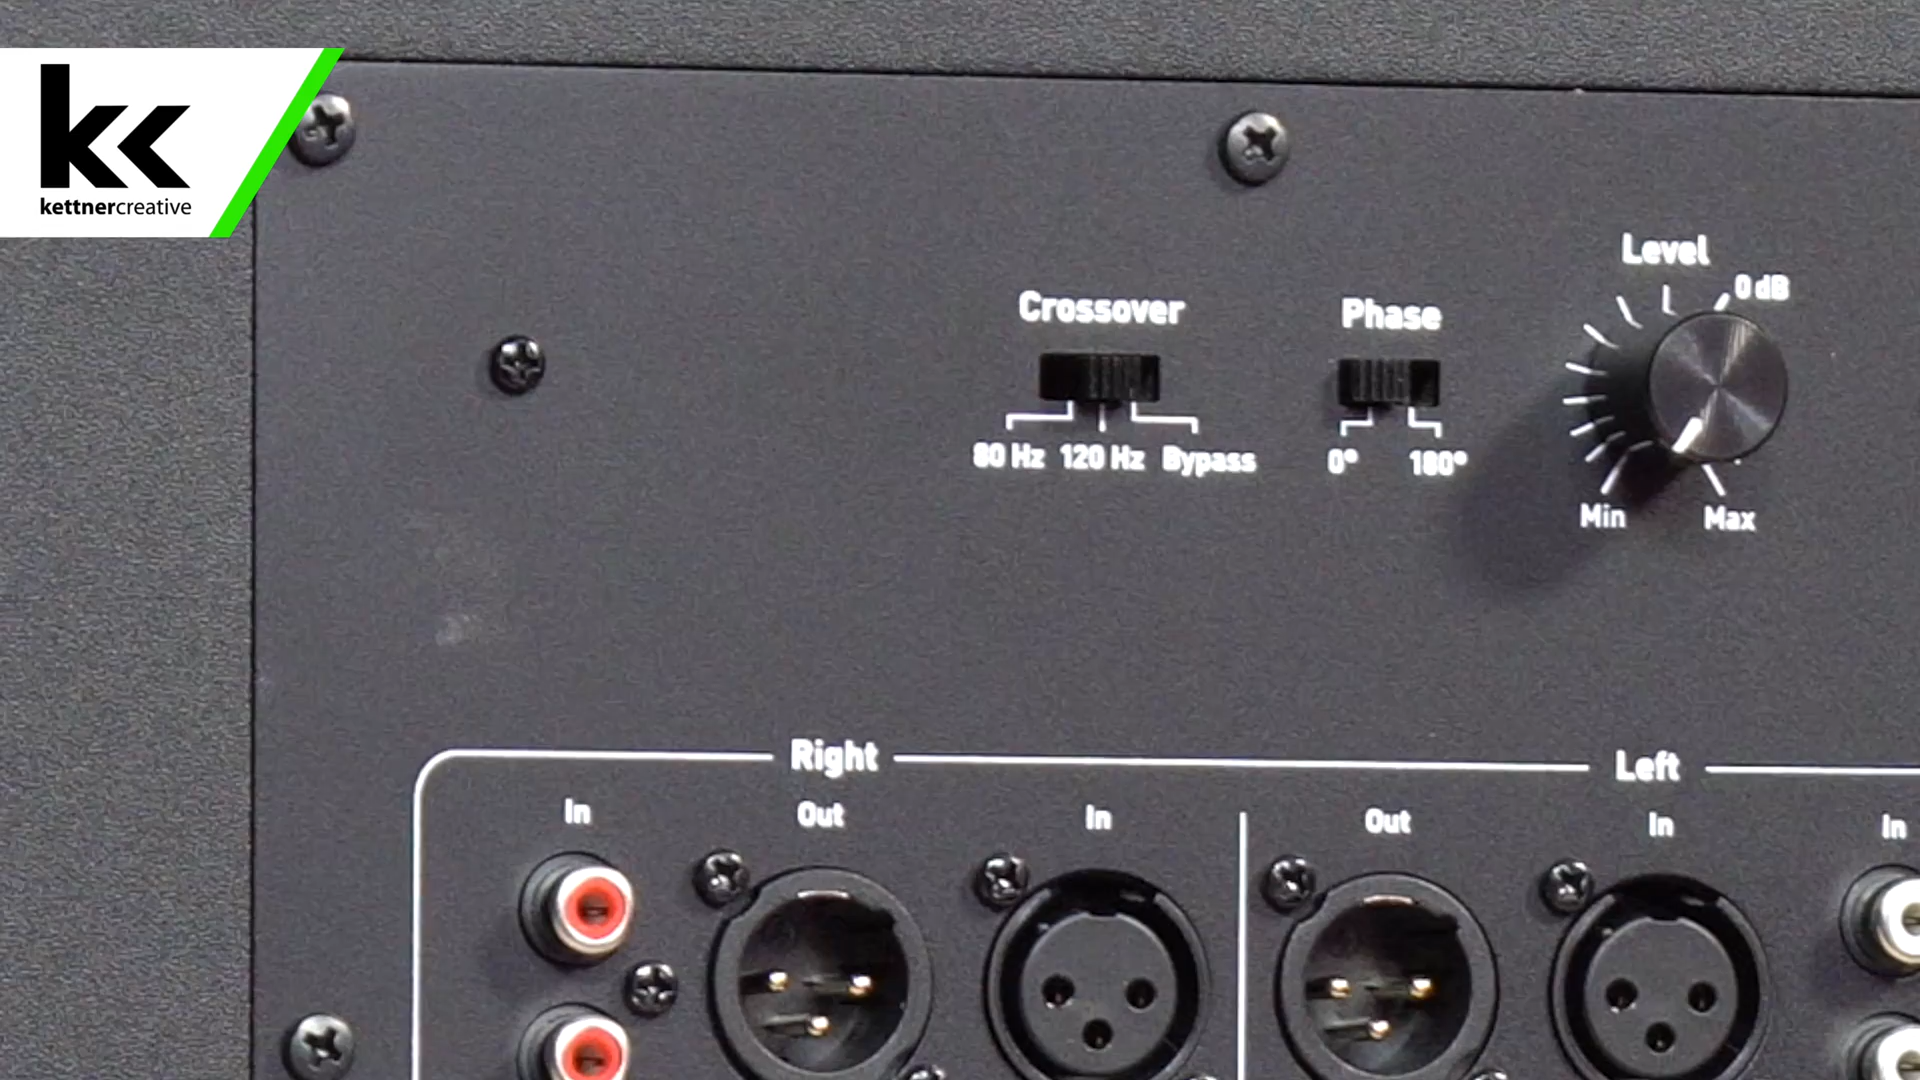 kc
kettnercreative
Level
0 dB
Crossover
Phase
80 Hz 120 Hz Bypass
0° 180°
Min Max
Right
Left
In Out In
Out In In